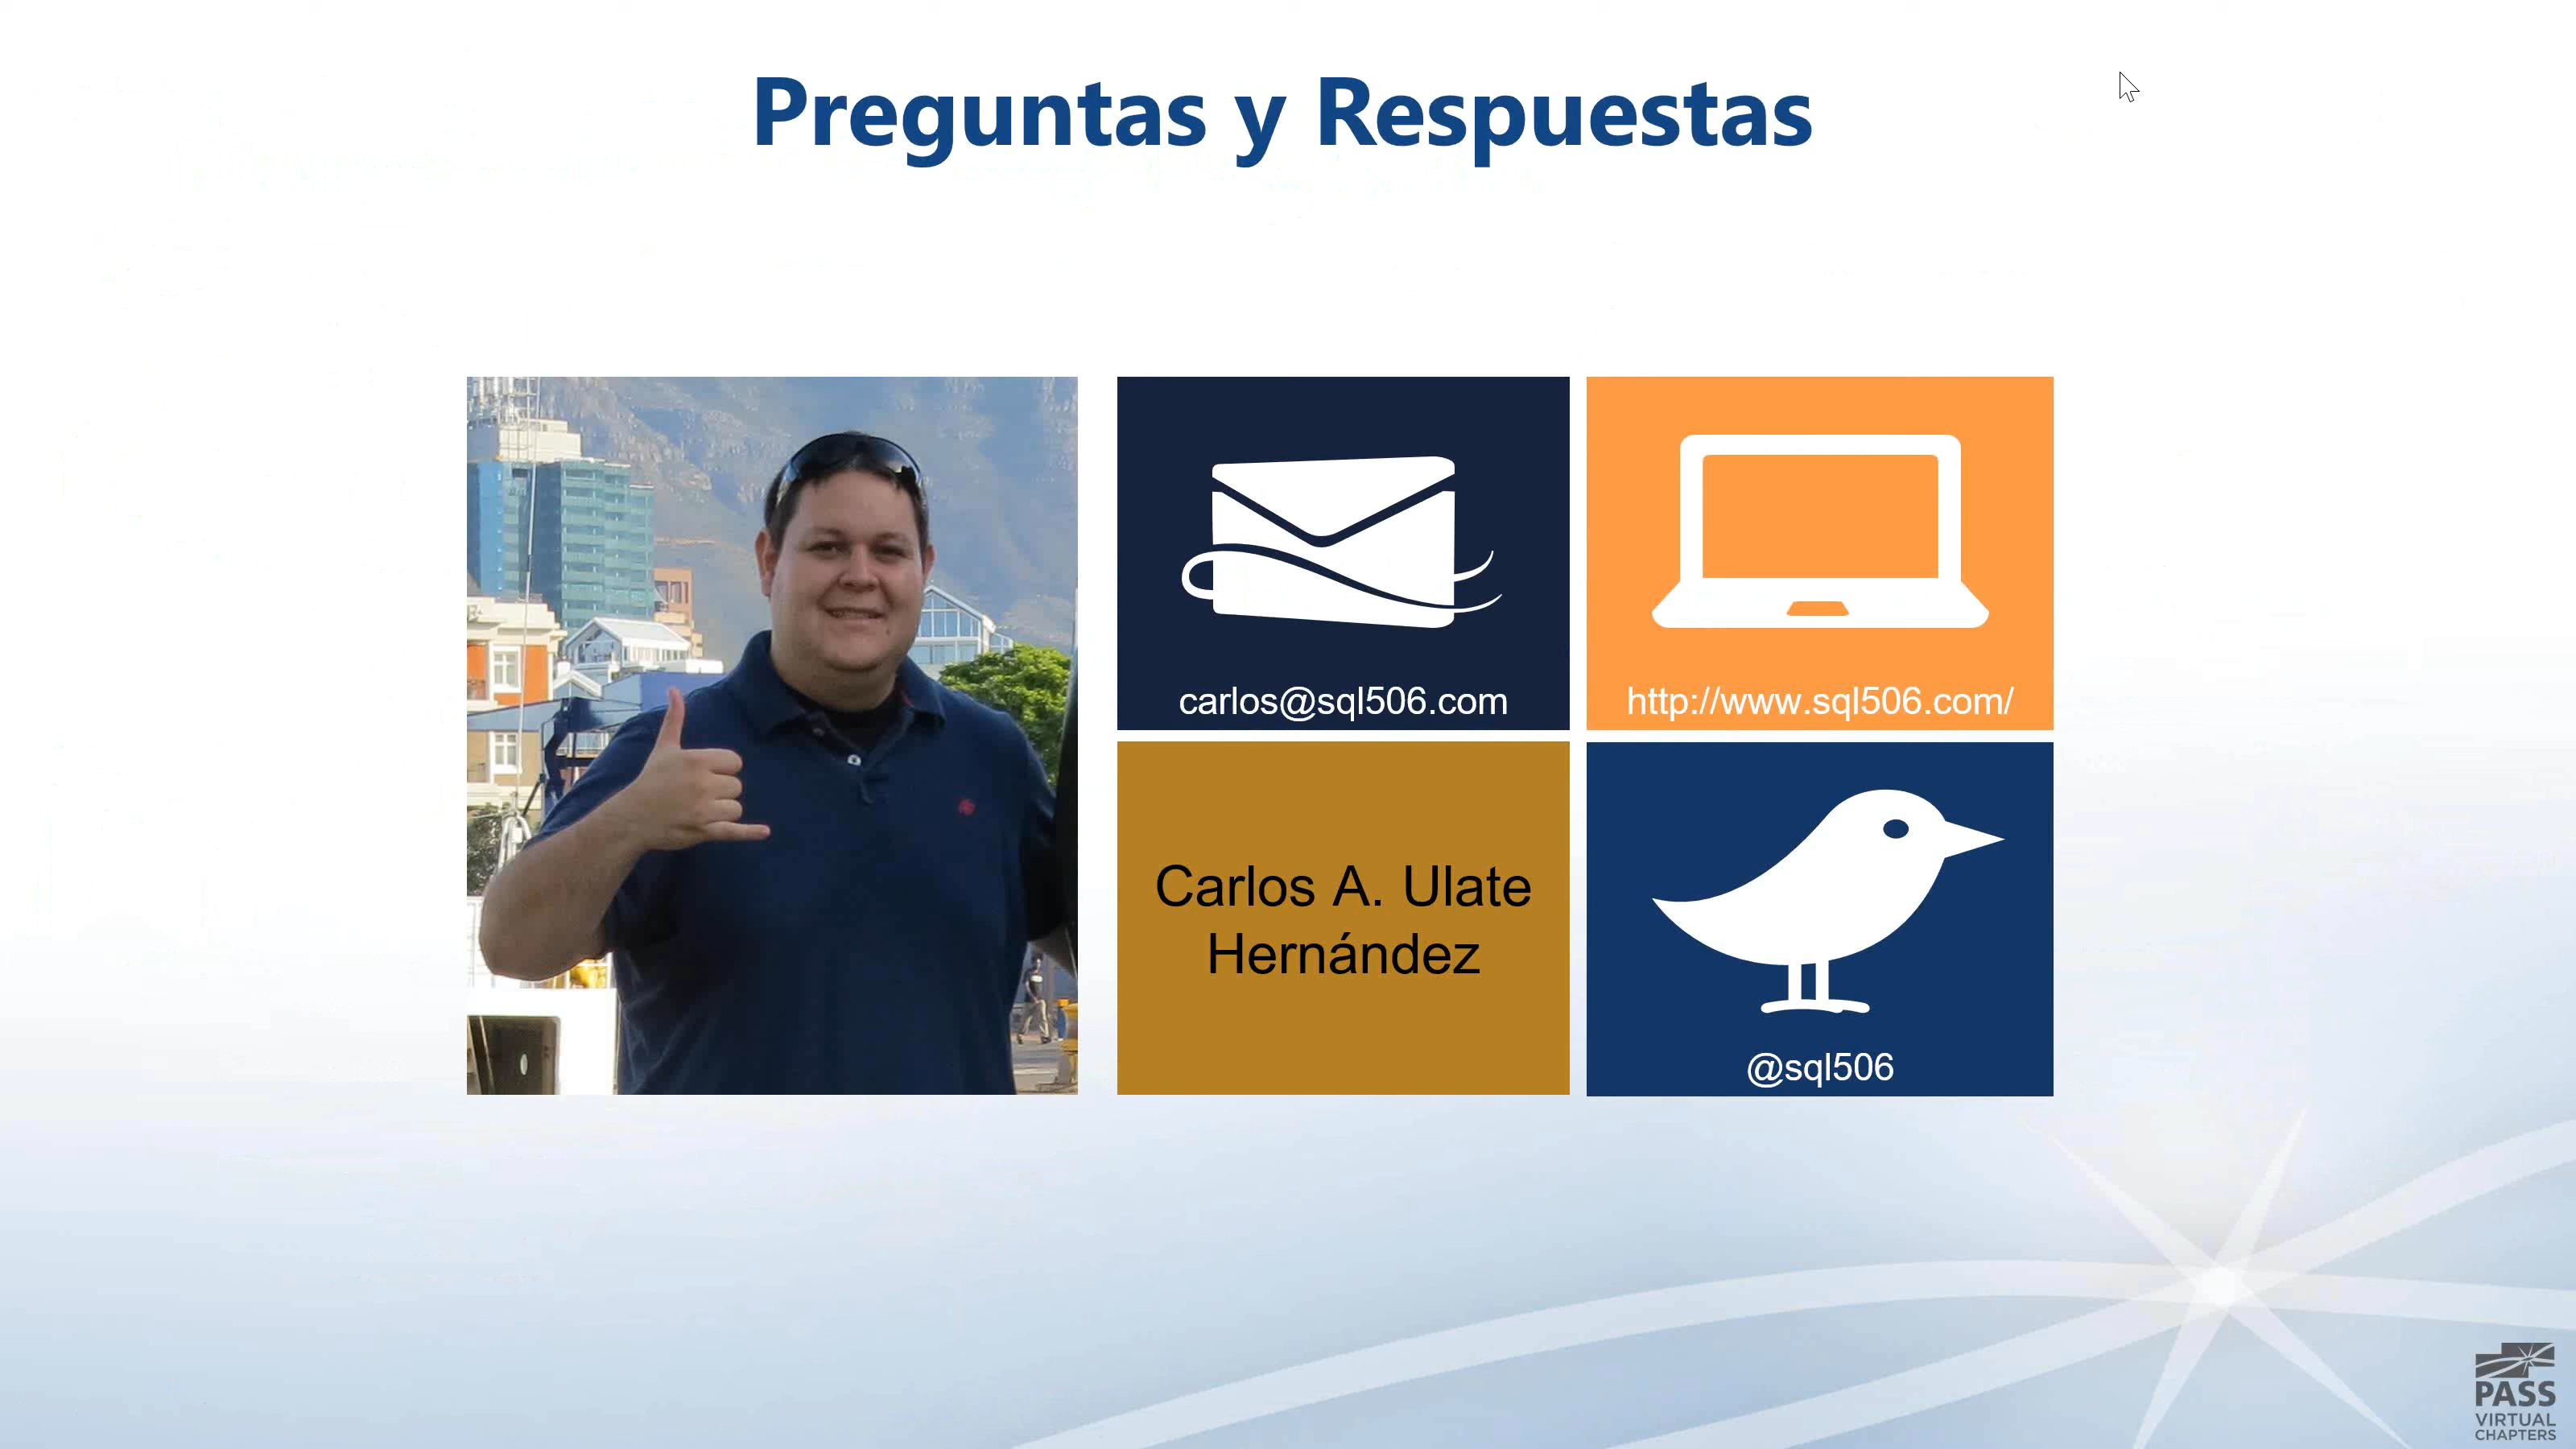 Preguntas y Respuestas
carlos@sql506.com
http://www.sql506.com/
Carlos A. Ulate
Hernández
@sql506
PASS
VIRTUAL
CHAPTERS